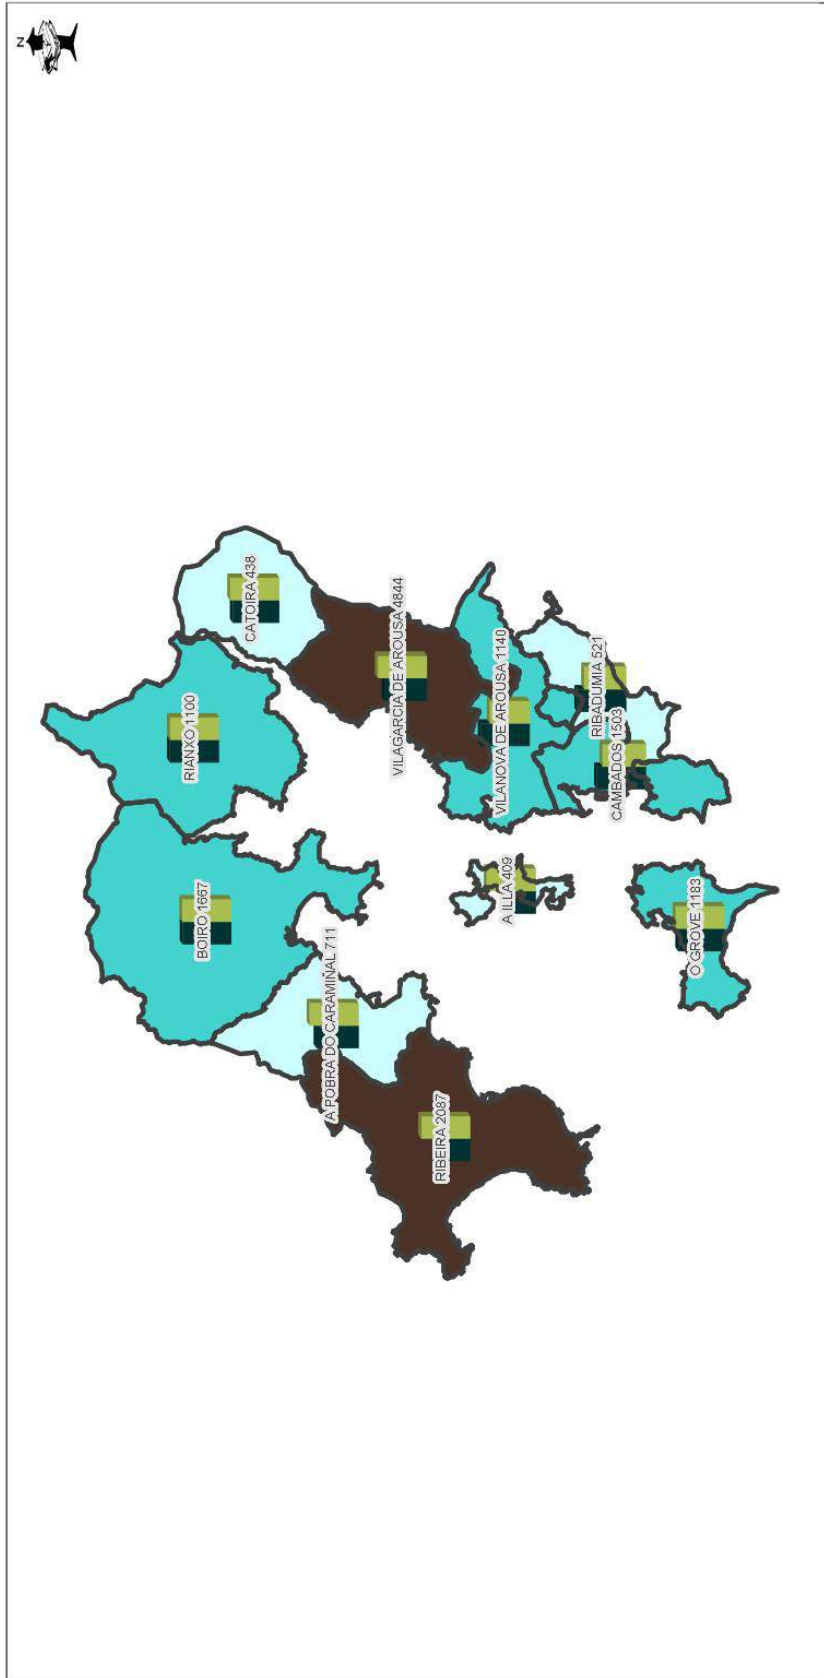 N
RIANXO 1100
CATOIRA 438
BOIRO 1667
A POBRA DO CARAMIÑAL 711
VILAGARCIA DE AROUSA 4844
RIBEIRA 2087
VILANOVA DE AROUSA 1140
A ILLA 409
RIBADUMIA 521
CAMBADOS 1503
O GROVE 1183